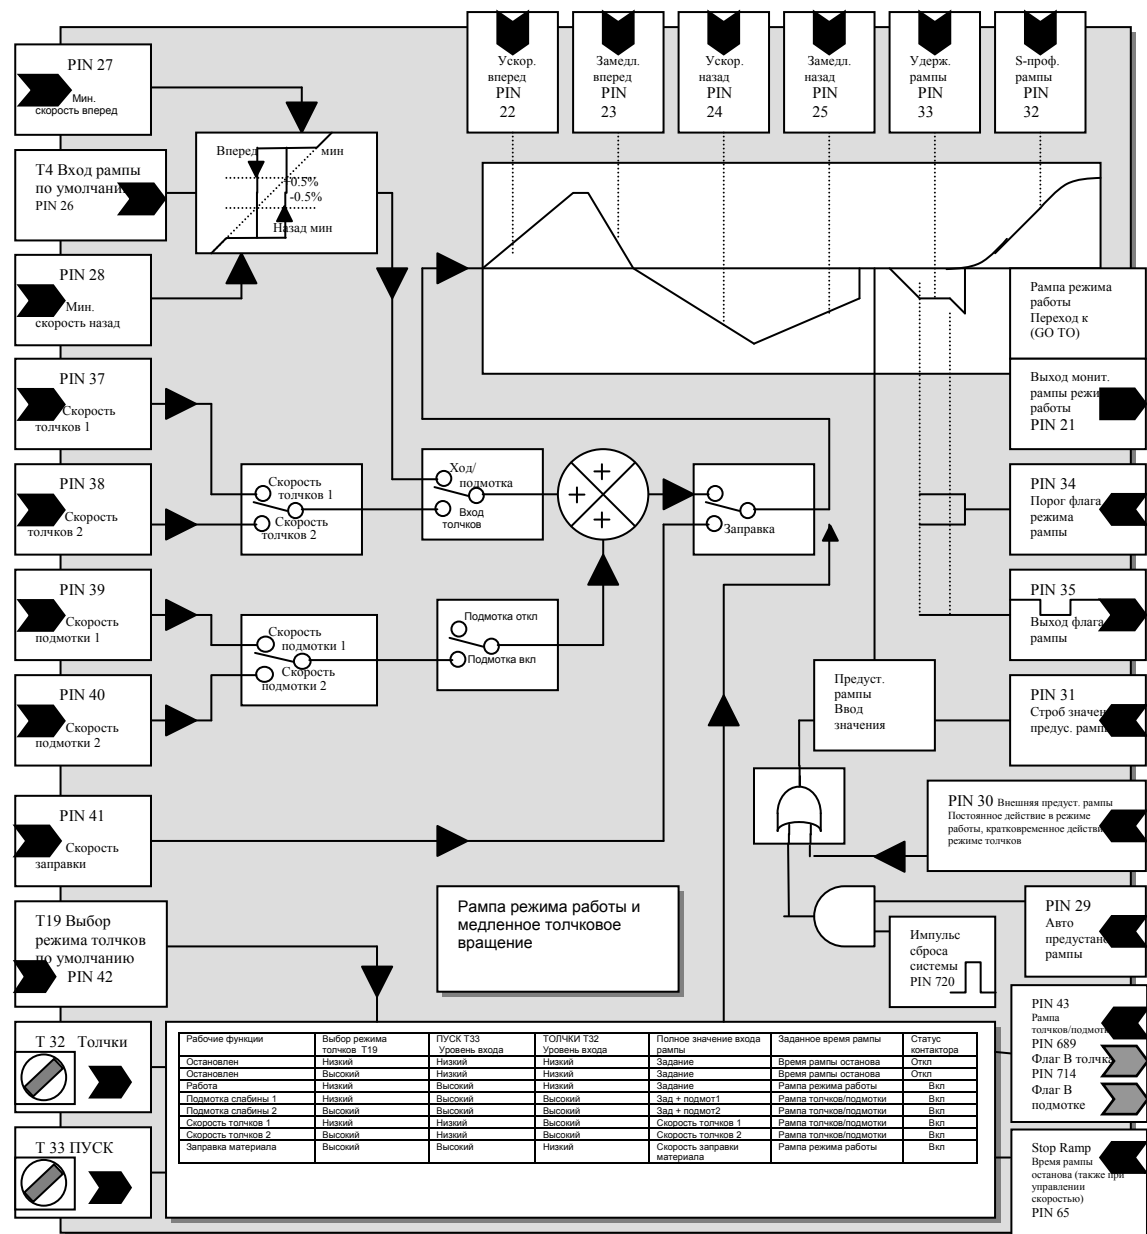 Ускор.
вперед
PIN
22
Замедл.
вперед
PIN
23
Ускор.
назад
PIN
24
Замедл.
назад
PIN
25
Удерж.
рампы
PIN
33
S-проф.
рампы
PIN
32
PIN 27
Мин.
скорость вперед
T4 Вход рампы
по умолчани
PIN 26
PIN 28
Мин.
скорость назад
Вперед
мин
+0.5%
-0.5%
Назад мин
Рампа режима
работы
Переход к
(GO TO)
PIN 37
Скорость
толчков 1
PIN 38
Скорость
толчков 2
PIN 39
Скорость
подмотки 1
PIN 40
Скорость
подмотки 2
PIN 41
Скорость
заправки
T19 Выбор
режима толчков
по умолчанию
PIN 42
T 32 Толчки
T 33 ПУСК
Скорость
толчков 1
Скорость
толчков 2
Ход/
подмотка
Вход
толчков
Заправка
Скорость
подмотки 1
Скорость
подмотки 2
Подмотка откл
Подмотка вкл
Выход монит.
рампы режи
работы
PIN 21
PIN 34
Порог флага
режима
рампы
PIN 35
Выход флага
рампы
Предуст.
рампы
Ввод
значения
PIN 31
Строб значен
предус. рамп
PIN 30 Внешняя предуст. рампы
Постоянное действие в режиме
работы, кратковременное действи
режиме толчков
PIN 29
Авто
предустано
рампы
Импульс
сброса
системы
PIN 720
Рампа режима работы и
медленное толчковое
вращение
PIN 43
Рампа
толчков/подмотк
PIN 689
Флаг В толчка
PIN 714
Флаг В
подмотке
Stop Ramp
Время рампы
останова (также при
управлении
скоростью)
PIN 65
Рабочие функции Выбор режима толчков T19 ПУСК T33 Уровень входа ТОЛЧКИ T32 Уровень входа Полное значение входа рампы Заданное время рампы Статус контактора
Остановлен Низкий Низкий Низкий Задание Время рампы останова Откл
Остановлен Высокий Низкий Низкий Задание Время рампы останова Откл
Работа Низкий Высокий Низкий Задание Рампа режима работы Вкл
Подмотка слабины 1 Низкий Высокий Высокий Зад + подмот1 Рампа толчков/подмотки Вкл
Подмотка слабины 2 Высокий Высокий Высокий Зад + подмот2 Рампа толчков/подмотки Вкл
Скорость толчков 1 Низкий Низкий Высокий Скорость толчков 1 Рампа толчков/подмотки Вкл
Скорость толчков 2 Высокий Низкий Высокий Скорость толчков 2 Рампа толчков/подмотки Вкл
Заправка материала Высокий Высокий Низкий Скорость заправки материала Рампа режима работы Вкл